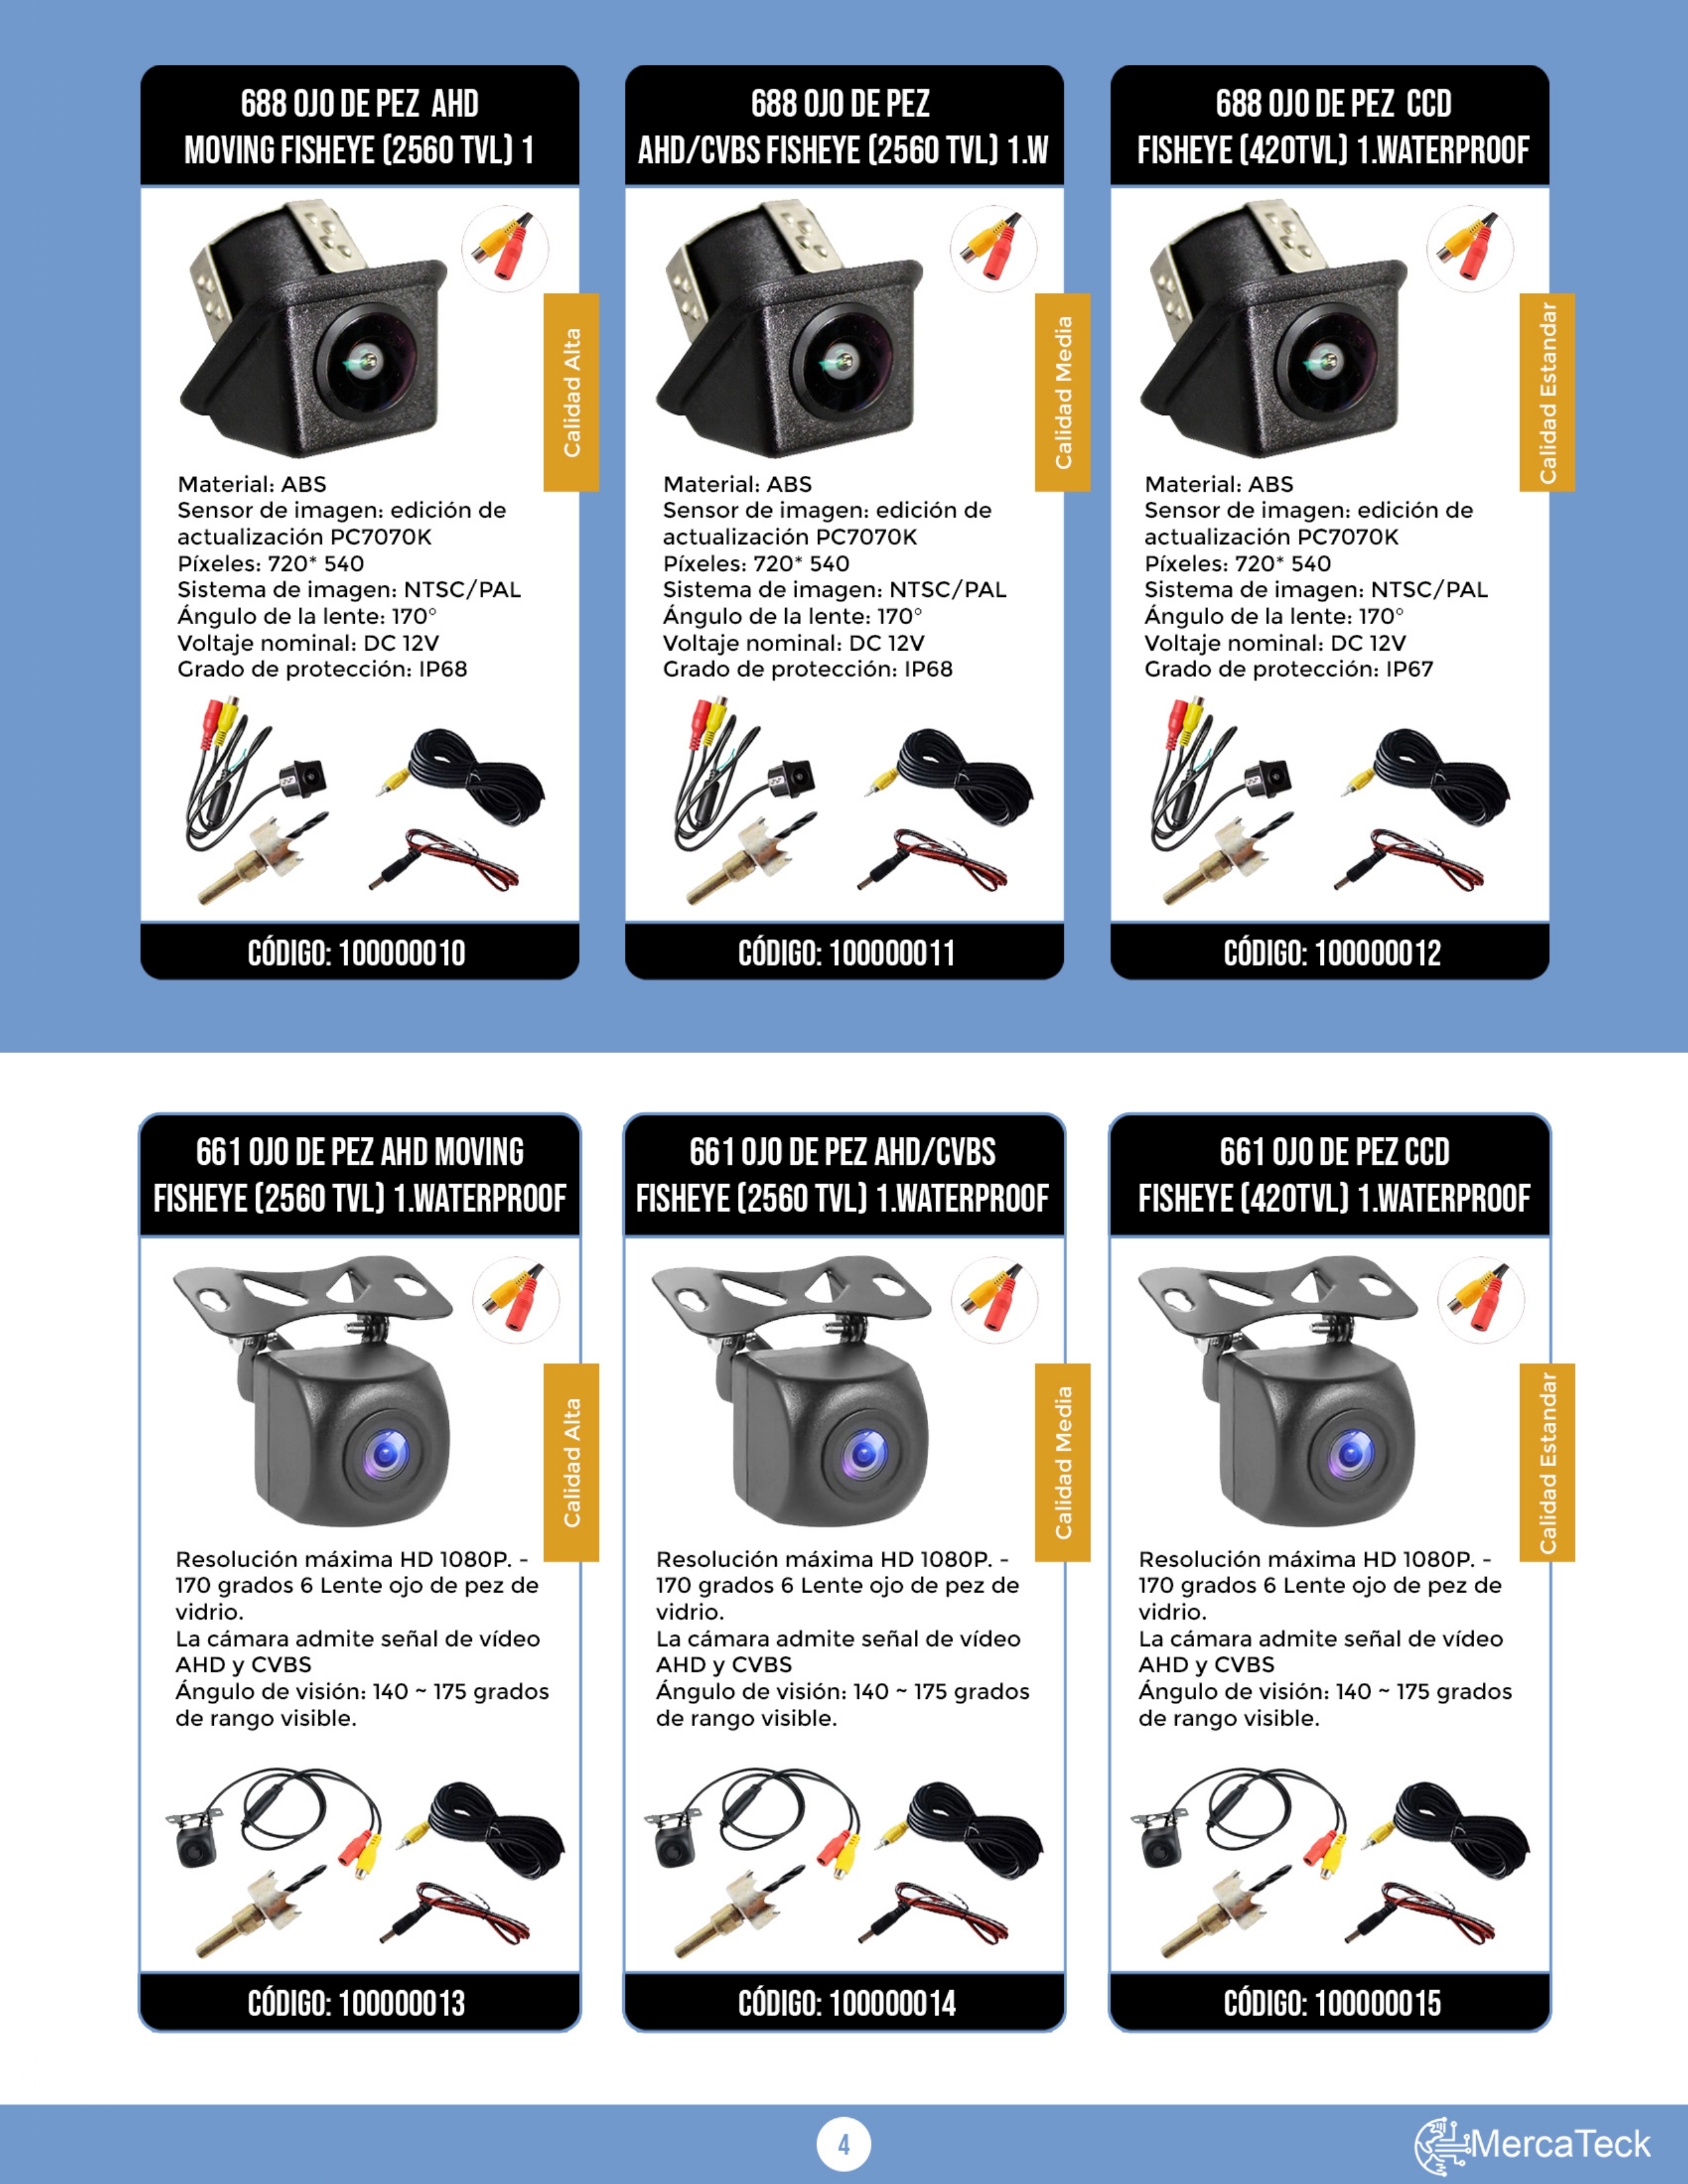 688 OJO DE PEZ AHD
MOVING FISHEYE (2560 TVL) 1
Calidad Alta
Material: ABS
Sensor de imagen: edición de
actualización PC7070K
Píxeles: 720* 540
Sistema de imagen: NTSC/PAL
Ángulo de la lente: 170°
Voltaje nominal: DC 12V
Grado de protección: IP68
CÓDIGO: 100000010
688 OJO DE PEZ
AHD/CVBS FISHEYE (2560 TVL) 1.W
Calidad Media
Material: ABS
Sensor de imagen: edición de
actualización PC7070K
Píxeles: 720* 540
Sistema de imagen: NTSC/PAL
Ángulo de la lente: 170°
Voltaje nominal: DC 12V
Grado de protección: IP68
CÓDIGO: 100000011
688 OJO DE PEZ CCD
FISHEYE (420TVL) 1.WATERPROOF
Calidad Estandar
Material: ABS
Sensor de imagen: edición de
actualización PC7070K
Píxeles: 720* 540
Sistema de imagen: NTSC/PAL
Ángulo de la lente: 170°
Voltaje nominal: DC 12V
Grado de protección: IP67
CÓDIGO: 100000012
661 OJO DE PEZ AHD MOVING
FISHEYE (2560 TVL) 1.WATERPROOF
Calidad Alta
Resolución máxima HD 1080P. -
170 grados 6 Lente ojo de pez de
vidrio.
La cámara admite señal de vídeo
AHD y CVBS
Ángulo de visión: 140 ~ 175 grados
de rango visible.
CÓDIGO: 100000013
661 OJO DE PEZ AHD/CVBS
FISHEYE (2560 TVL) 1.WATERPROOF
Calidad Media
Resolución máxima HD 1080P. -
170 grados 6 Lente ojo de pez de
vidrio.
La cámara admite señal de vídeo
AHD y CVBS
Ángulo de visión: 140 ~ 175 grados
de rango visible.
CÓDIGO: 100000014
661 OJO DE PEZ CCD
FISHEYE (420TVL) 1.WATERPROOF
Calidad Estandar
Resolución máxima HD 1080P. -
170 grados 6 Lente ojo de pez de
vidrio.
La cámara admite señal de vídeo
AHD y CVBS
Ángulo de visión: 140 ~ 175 grados
de rango visible.
CÓDIGO: 100000015
4
MercaTeck